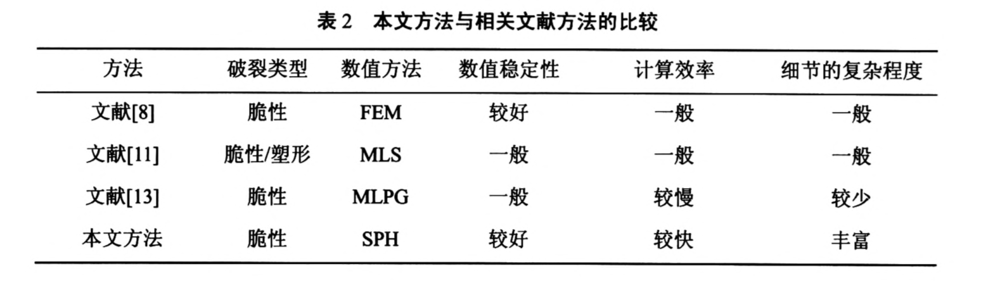 表 2 本文方法与相关文献方法的比较
方法 破裂类型 数值方法 数值稳定性 计算效率 细节的复杂程度
文献[8] 脆性 FEM 较好 一般 一般
文献[11] 脆性/塑形 MLS 一般 一般 一般
文献[13] 脆性 MLPG 一般 较慢 较少
本文方法 脆性 SPH 较好 较快 丰富